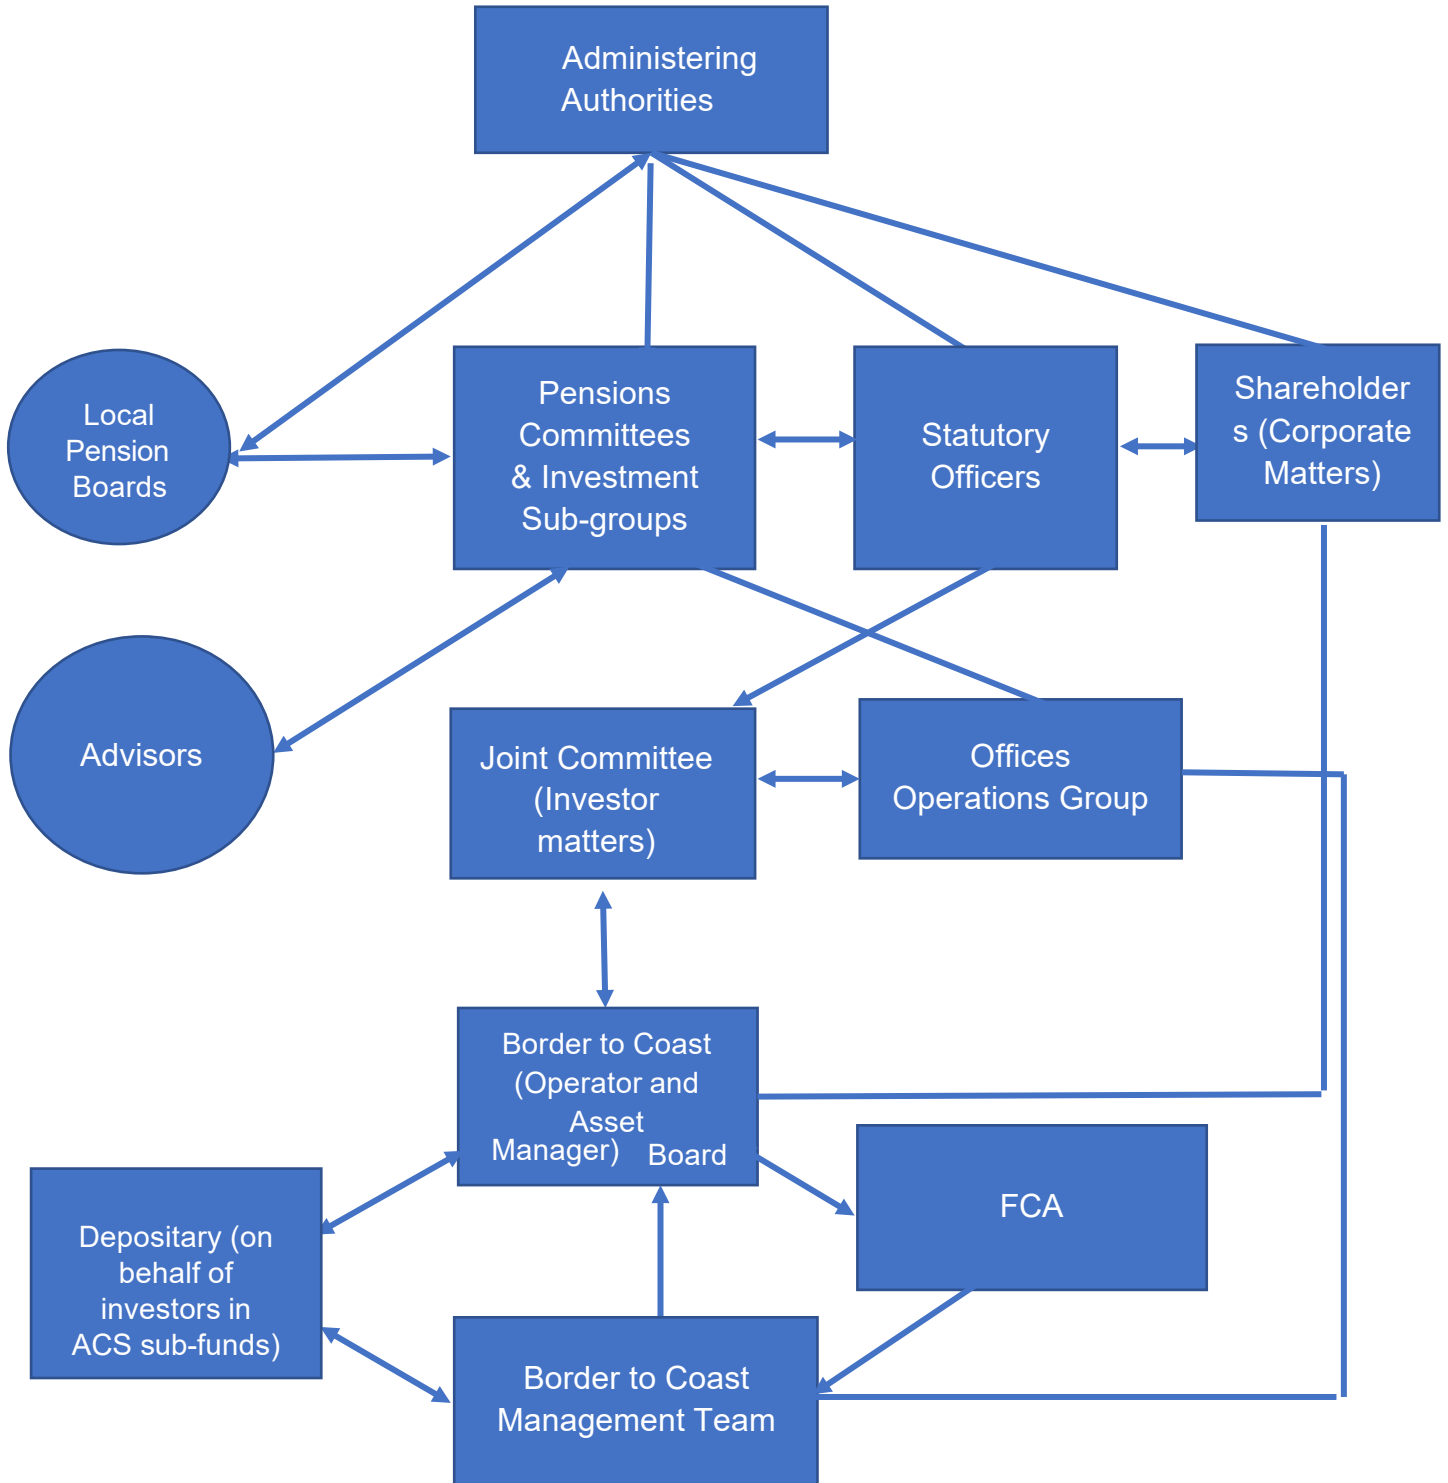 Administering
Authorities
Local
Pension
Boards
Pensions
Committees
& Investment
Sub-groups
Statutory
Officers
Shareholder
s (Corporate
Matters)
Advisors
Joint Committee
(Investor
matters)
Offices
Operations Group
Border to Coast
(Operator and
Asset
Manager) Board
FCA
Depositary (on
behalf of
investors in
ACS sub-funds)
Border to Coast
Management Team